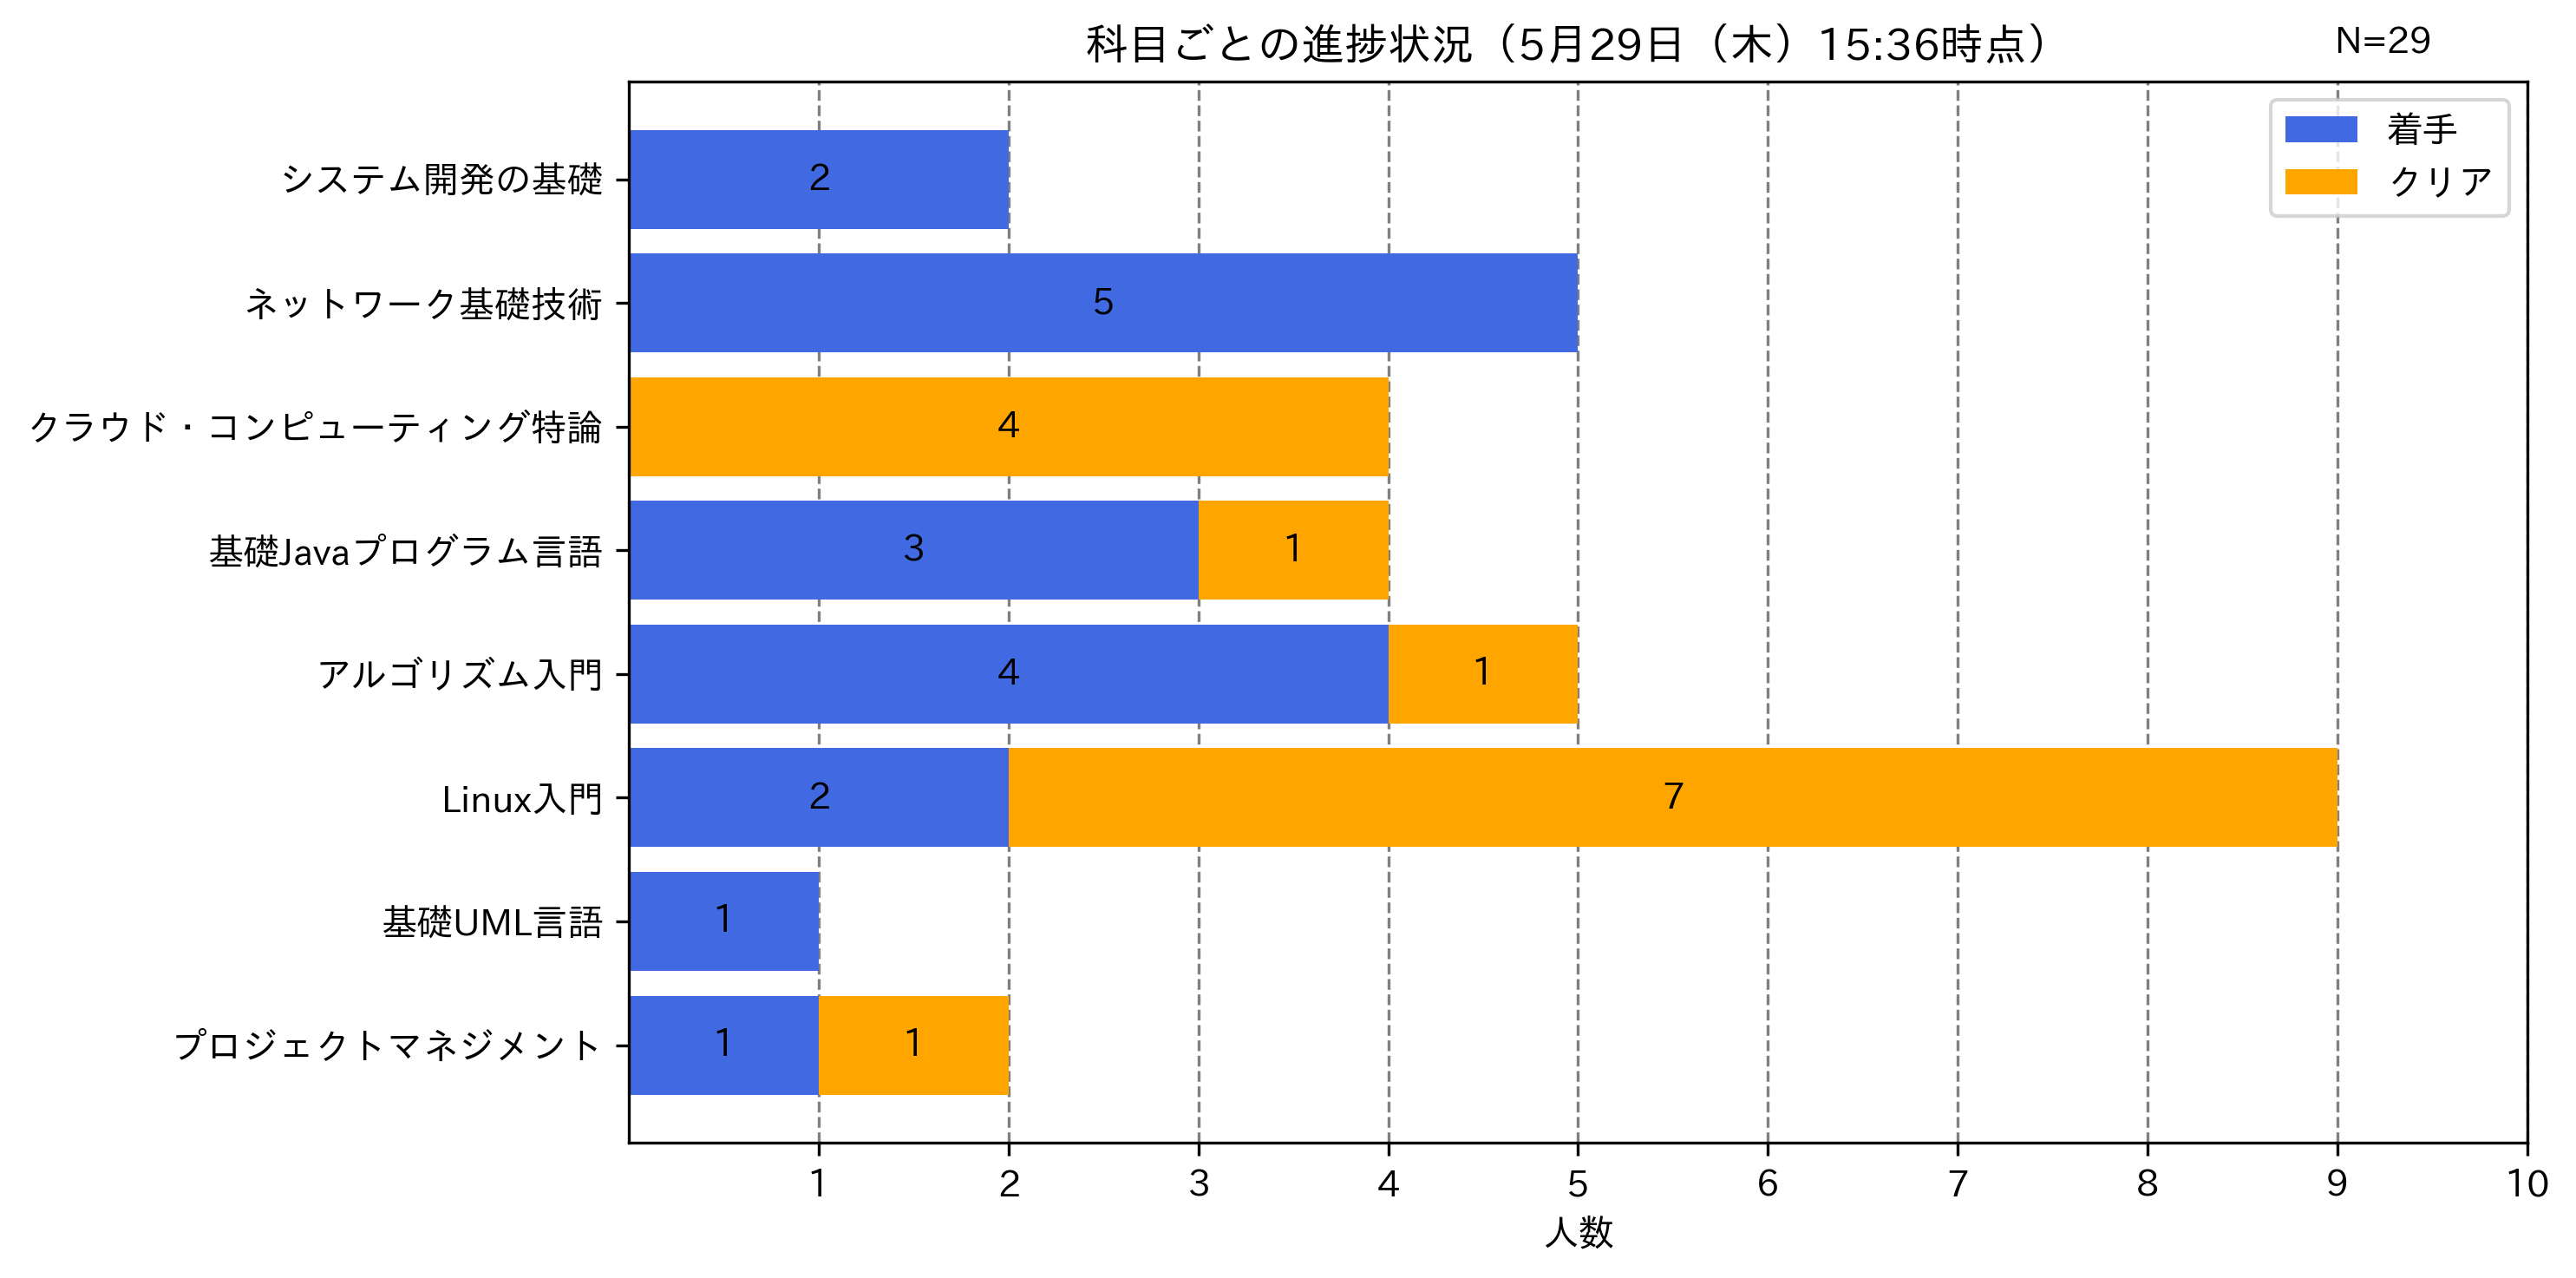 科目ごとの進捗状況（5月29日（木）15:36時点）
N=29
着手
クリア
システム開発の基礎
2
ネットワーク基礎技術
5
クラウド・コンピューティング特論
4
基礎Javaプログラム言語
3 1
アルゴリズム入門
4 1
Linux入門
2 7
基礎UML言語
1
プロジェクトマネジメント
1 1
1 2 3 4 5 6 7 8 9 10
人数